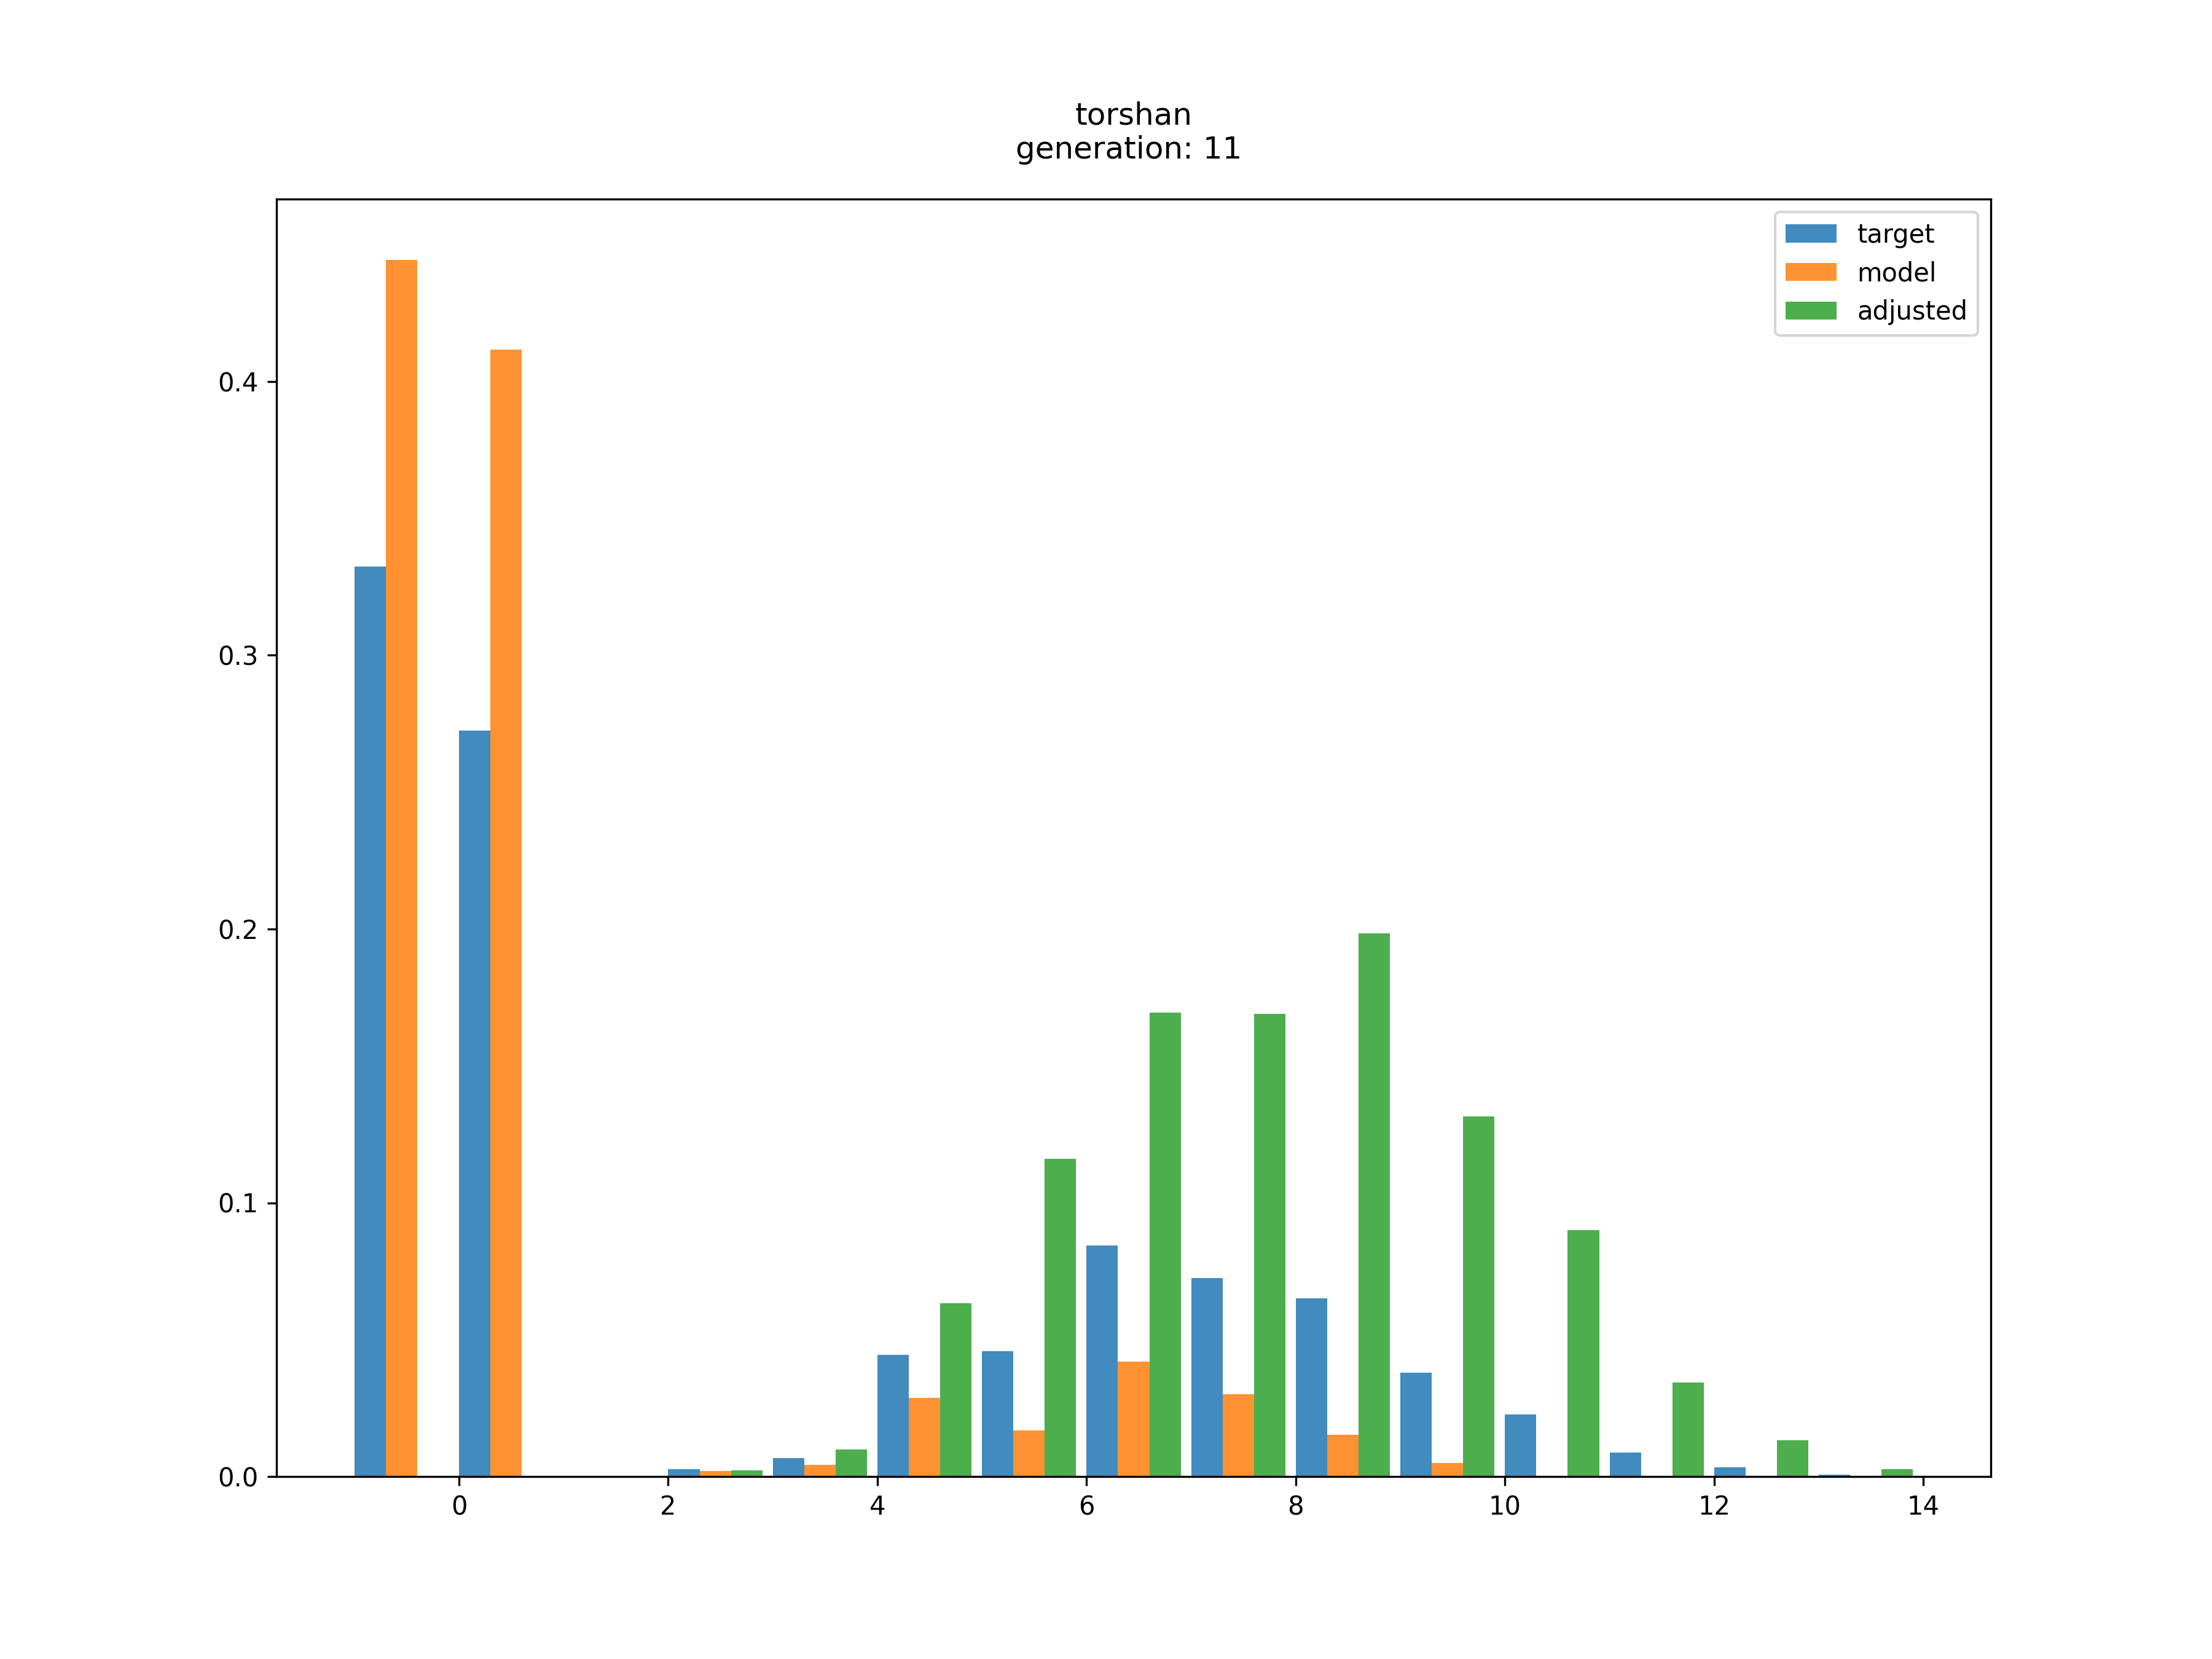 torshan
generation: 11
target
model
adjusted
0.4
0.3
0.2
0.1
0.0
0 2 4 6 8 10 12 14